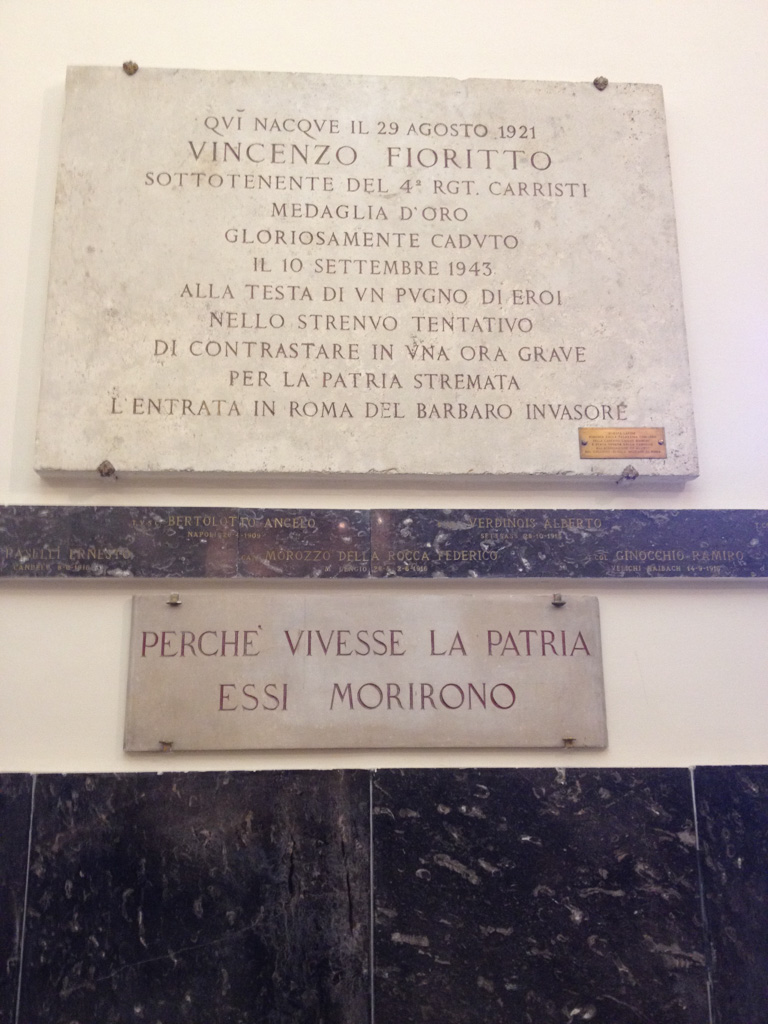 QVI NACQVE IL 29 AGOSTO 1921
VINCENZO FIORITTO
SOTTOTENENTE DEL 4º RGT. CARRISTI
MEDAGLIA D'ORO
GLORIOSAMENTE CADVTO
IL 10 SETTEMBRE 1943
ALLA TESTA DI VN PVGNO DI EROI
NELLO STRENVO TENTATIVO
DI CONTRASTARE IN VNA ORA GRAVE
PER LA PATRIA STREMATA
L'ENTRATA IN ROMA DEL BARBARO INVASORE
BERTOLOTTO ANGELO
VERDINOIS ALBERTO
ERNESTO
MOROZZO DELLA ROCCA FEDERICO
GINOCCHIO RAMIRO
PERCHE' VIVESSE LA PATRIA
ESSI MORIRONO